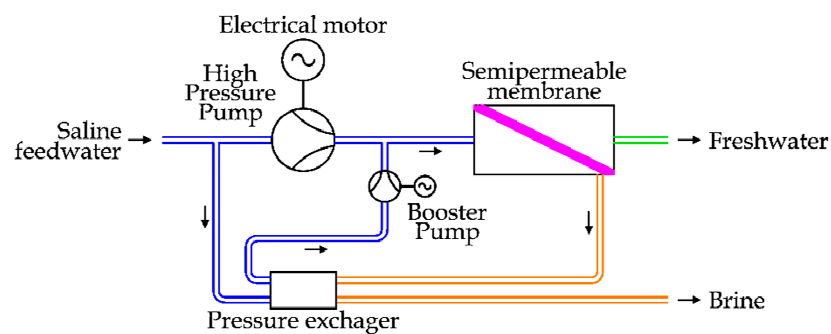 Electrical motor
High
Pressure
Pump
Semipermeable
membrane
Saline
feedwater
Freshwater
Booster
Pump
Brine
Pressure exchager